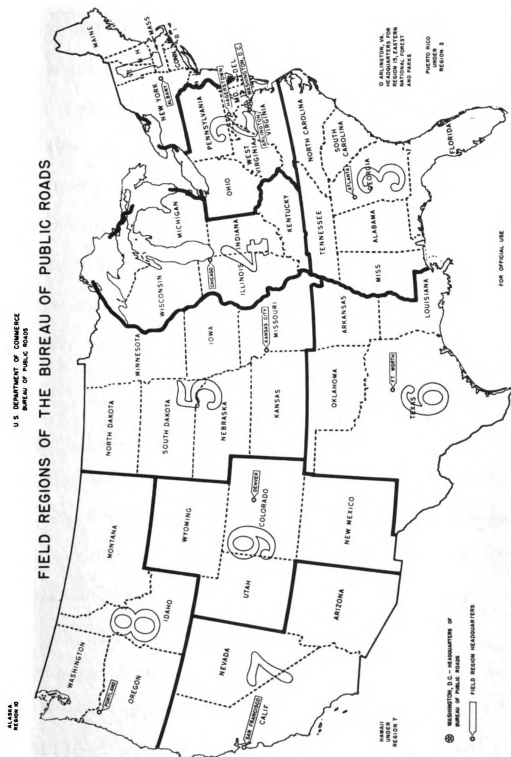 ALASKA
REGION 10
U. S. DEPARTMENT OF COMMERCE
BUREAU OF PUBLIC ROADS
FIELD REGIONS OF THE BUREAU OF PUBLIC ROADS
WASHINGTON
PORTLAND
OREGON
8
IDAHO
MONTANA
NORTH DAKOTA
SOUTH DAKOTA
MINNESOTA
WISCONSIN
MICHIGAN
NEW YORK
ALBANY
MAINE
MASS
CONN
PENNSYLVANIA
2
MD.
DEL
WASHINGTON, D.C.
ARLINGTON
OHIO
WEST
VIRGINIA
VIRGINIA
NEVADA
SAN FRANCISCO
CALIF
7
UTAH
WYOMING
9
DENVER
COLORADO
5
NEBRASKA
IOWA
KANSAS
KANSAS CITY
MISSOURI
CHICAGO
ILLINOIS
4
INDIANA
KENTUCKY
ARIZONA
NEW MEXICO
OKLAHOMA
ARKANSAS
TENNESSEE
NORTH CAROLINA
SOUTH
CAROLINA
ATLANTA
GEORGIA
3
ALABAMA
MISS
LOUISIANA
FT. WORTH
TEXAS
6
FLORIDA
HAWAII
UNDER
REGION 7
WASHINGTON, D.C. — HEADQUARTERS OF
BUREAU OF PUBLIC ROADS
FIELD REGION HEADQUARTERS
FOR OFFICIAL USE
ARLINGTON, VA.
HEADQUARTERS FOR
REGION 15, EASTERN
NATIONAL FOREST
AND PARKS
PUERTO RICO
UNDER
REGION 3